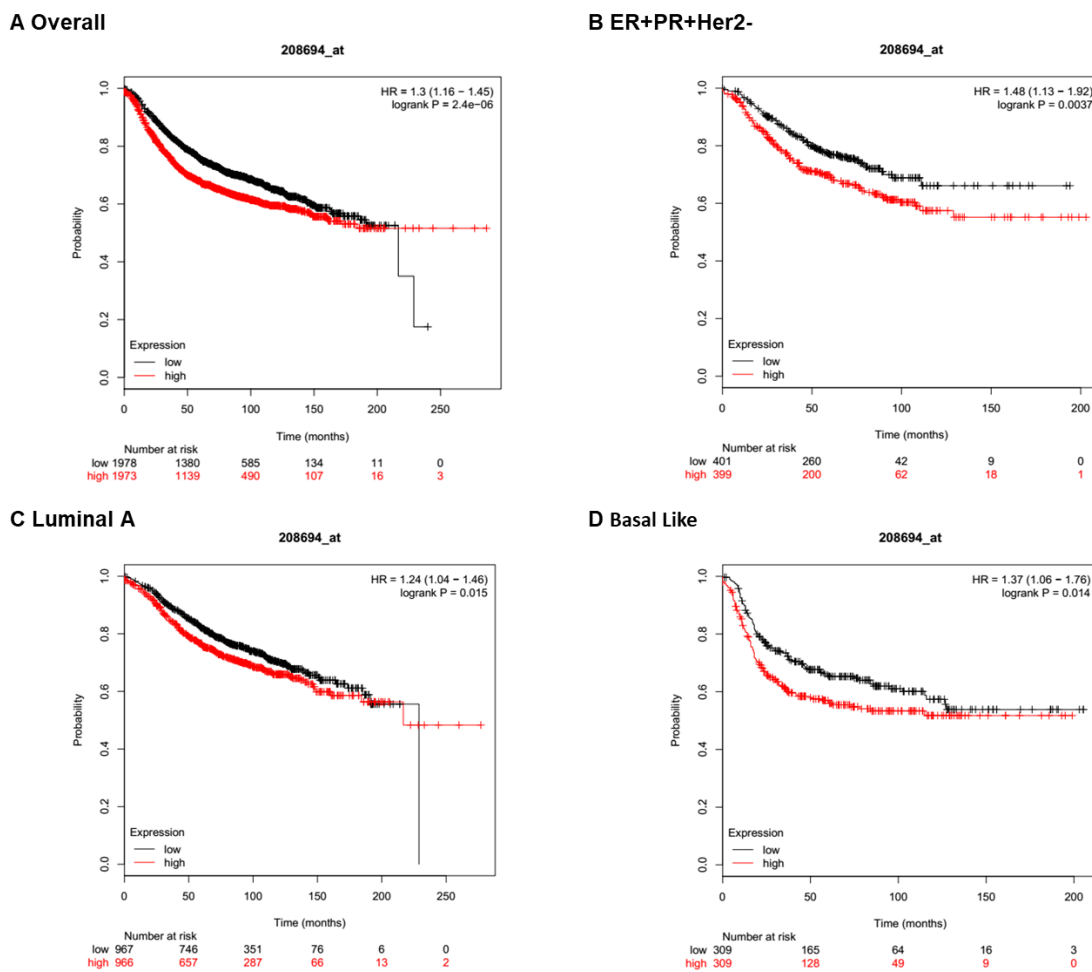 A Overall
208694_at
HR = 1.3 (1.16 − 1.45)
logrank P = 2.4e−06
Probability
1.0
0.8
0.6
0.4
0.2
0.0
Expression
low
high
0 50 100 150 200 250
Time (months)
Number at risk
low 1978 1380 585 134 11 0
high 1973 1139 490 107 16 3
B ER+PR+Her2-
208694_at
HR = 1.48 (1.13 − 1.92)
logrank P = 0.0037
Probability
1.0
0.8
0.6
0.4
0.2
0.0
Expression
low
high
0 50 100 150 200
Time (months)
Number at risk
low 401 260 42 9 0
high 399 200 62 18 1
C Luminal A
208694_at
HR = 1.24 (1.04 − 1.46)
logrank P = 0.015
Probability
1.0
0.8
0.6
0.4
0.2
0.0
Expression
low
high
0 50 100 150 200 250
Time (months)
Number at risk
low 967 746 351 76 6 0
high 966 657 287 66 13 2
D Basal Like
208694_at
HR = 1.37 (1.06 − 1.76)
logrank P = 0.014
Probability
1.0
0.8
0.6
0.4
0.2
0.0
Expression
low
high
0 50 100 150 200
Time (months)
Number at risk
low 309 165 64 16 3
high 309 128 49 9 0